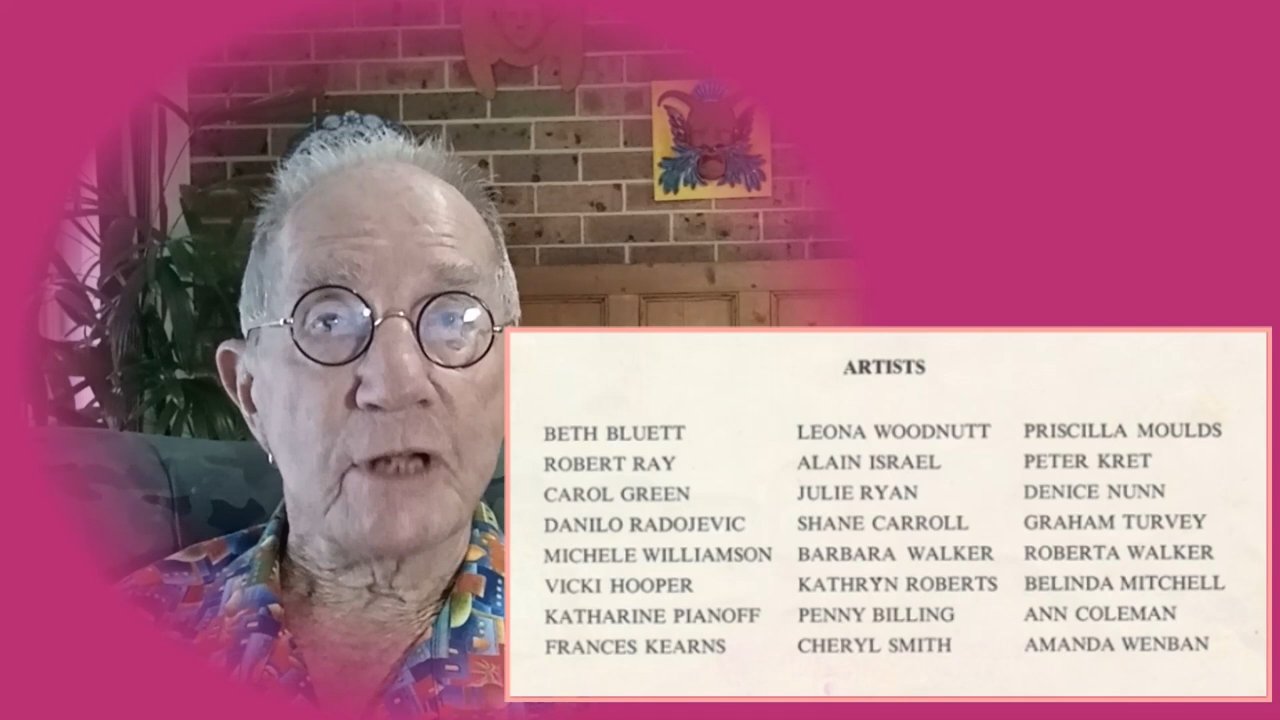 ARTISTS
BETH BLUETT LEONA WOODNUTT PRISCILLA MOULDS
ROBERT RAY ALAIN ISRAEL PETER KRET
CAROL GREEN JULIE RYAN DENICE NUNN
DANILO RADOJEVIC SHANE CARROLL GRAHAM TURVEY
MICHELE WILLIAMSON BARBARA WALKER ROBERTA WALKER
VICKI HOOPER KATHRYN ROBERTS BELINDA MITCHELL
KATHARINE PIANOFF PENNY BILLING ANN COLEMAN
FRANCES KEARNS CHERYL SMITH AMANDA WENBAN